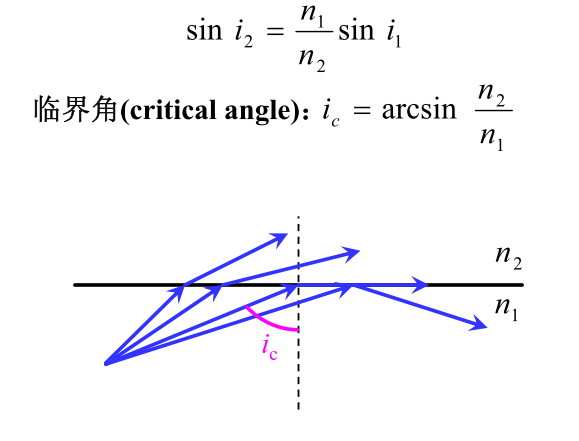 sin i₂ = n₁/n₂ sin i₁
临界角(critical angle)：i_c = arcsin n₂/n₁
n₂
n₁
i_c